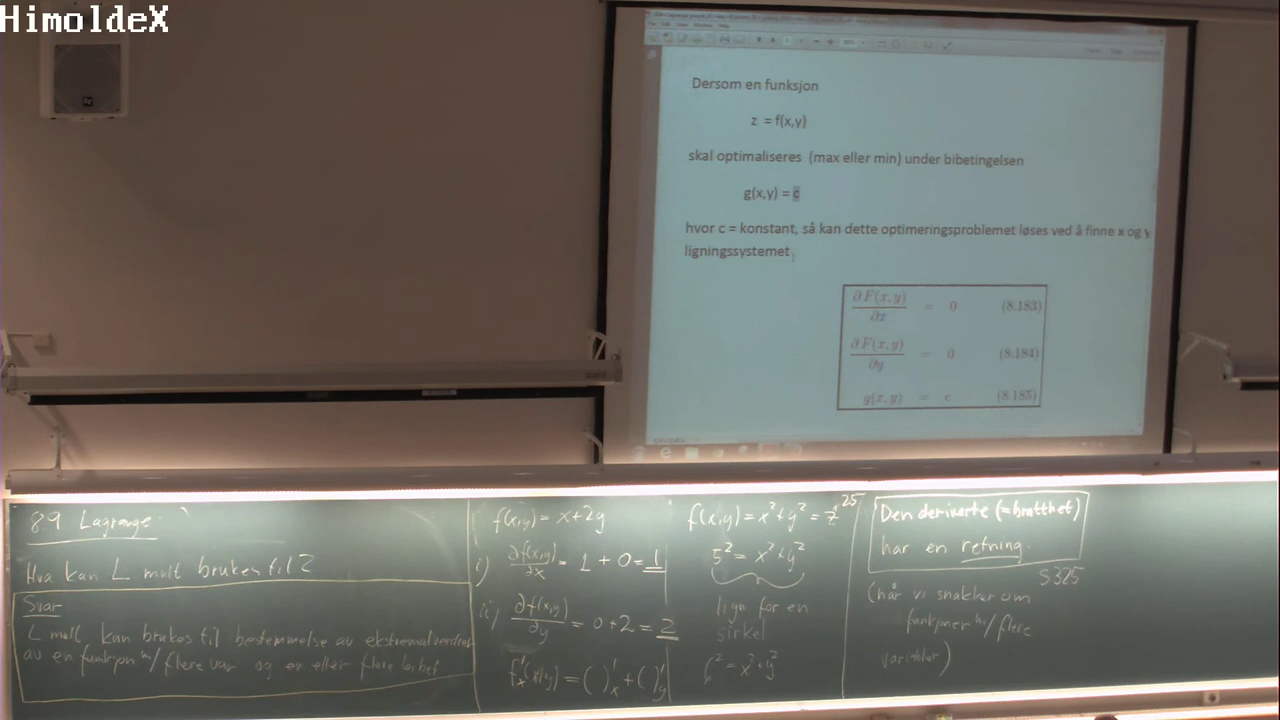 HimoldeX
Dersom en funksjon
z = f(x,y)
skal optimaliseres (max eller min) under bibetingelsen
g(x,y) = c
hvor c = konstant, så kan dette optimeringsproblemet løses ved å finne x og y
ligningssystemet
∂F(x,y)/∂x = 0 (8.183)
∂F(x,y)/∂y = 0 (8.184)
g(x,y) = c (8.185)
8.9 Lagrange
Hva kan L mult brukes til?
Svar
L mult kan brukes til bestemmelse av ekstremalverdier
av en funksjon m/flere var og en eller flere bibet
f(x,y) = x+2y
i) ∂f(x,y)/∂x = 1 + 0 = 1
ii) ∂f(x,y)/∂y = 0 + 2 = 2
f'x(x,y) = ( )'x + ( )'y
f(x,y) = x² + y² = z 25
5² = x² + y²
lign for en
sirkel
= x² + y²
Den deriverte (= bratthet)
har en retning.
S 325
(når vi snakker om
funksjoner m/flere
variabler)